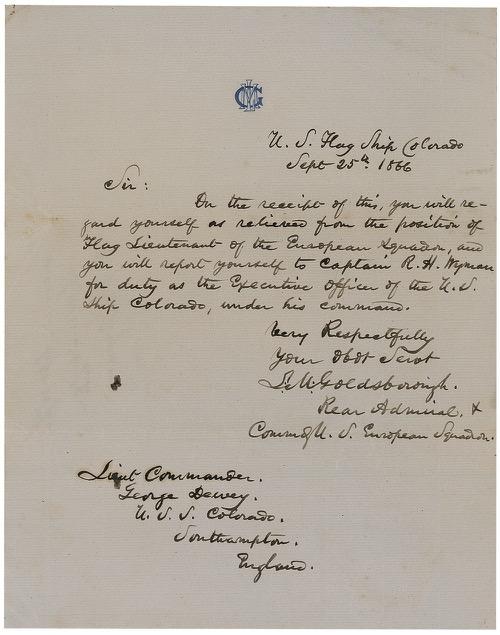 U. S. Flag Ship Colorado
Sept 25th. 1866
Sir:
On the receipt of this, you will re-
gard yourself as relieved from the position of
Flag Lieutenant of the European Squadron, and
you will report yourself to Captain R. H. Wyman
for duty as the Executive Officer of the U. S.
Ship Colorado, under his command.
Very Respectfully
Your Obdt Servt
L. M. Goldsborough.
Rear Admiral, &
Commdg U. S. European Squadron.
Lieut Commander.
George Dewey.
U. S. S. Colorado.
Southampton.
England.